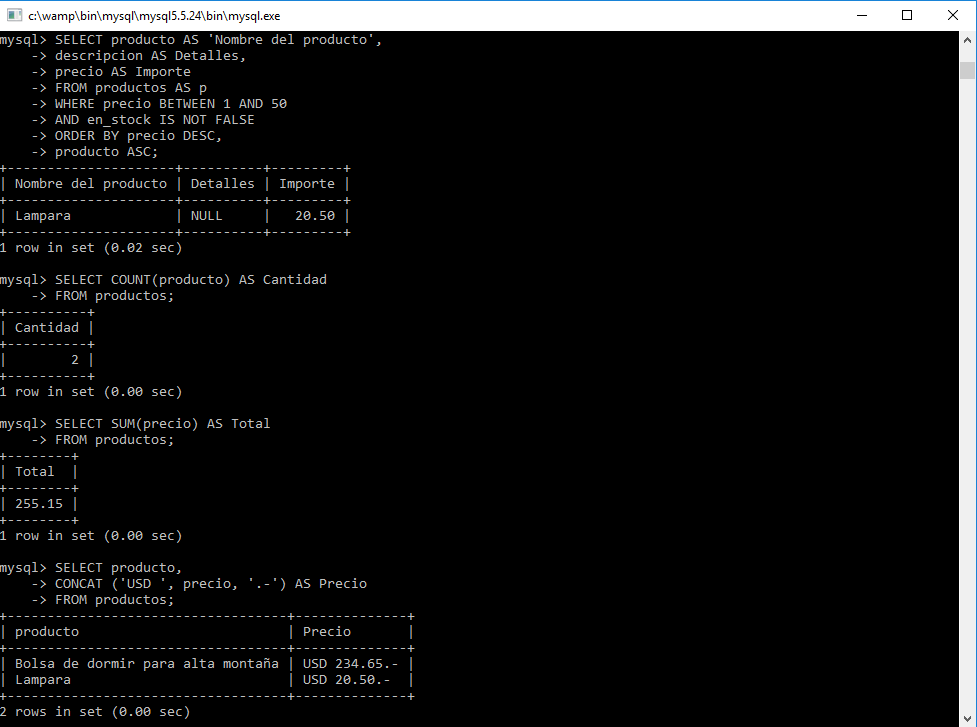 c:\wamp\bin\mysql\mysql5.5.24\bin\mysql.exe
mysql> SELECT producto AS 'Nombre del producto',
    -> descripcion AS Detalles,
    -> precio AS Importe
    -> FROM productos AS p
    -> WHERE precio BETWEEN 1 AND 50
    -> AND en_stock IS NOT FALSE
    -> ORDER BY precio DESC,
    -> producto ASC;
+---------------------+----------+---------+
| Nombre del producto | Detalles | Importe |
+---------------------+----------+---------+
| Lampara             | NULL     |   20.50 |
+---------------------+----------+---------+
1 row in set (0.02 sec)

mysql> SELECT COUNT(producto) AS Cantidad
    -> FROM productos;
+----------+
| Cantidad |
+----------+
|        2 |
+----------+
1 row in set (0.00 sec)

mysql> SELECT SUM(precio) AS Total
    -> FROM productos;
+--------+
| Total  |
+--------+
| 255.15 |
+--------+
1 row in set (0.00 sec)

mysql> SELECT producto,
    -> CONCAT ('USD ', precio, '.-') AS Precio
    -> FROM productos;
+-----------------------------------+--------------+
| producto                          | Precio       |
+-----------------------------------+--------------+
| Bolsa de dormir para alta montaña | USD 234.65.- |
| Lampara                           | USD 20.50.-  |
+-----------------------------------+--------------+
2 rows in set (0.00 sec)